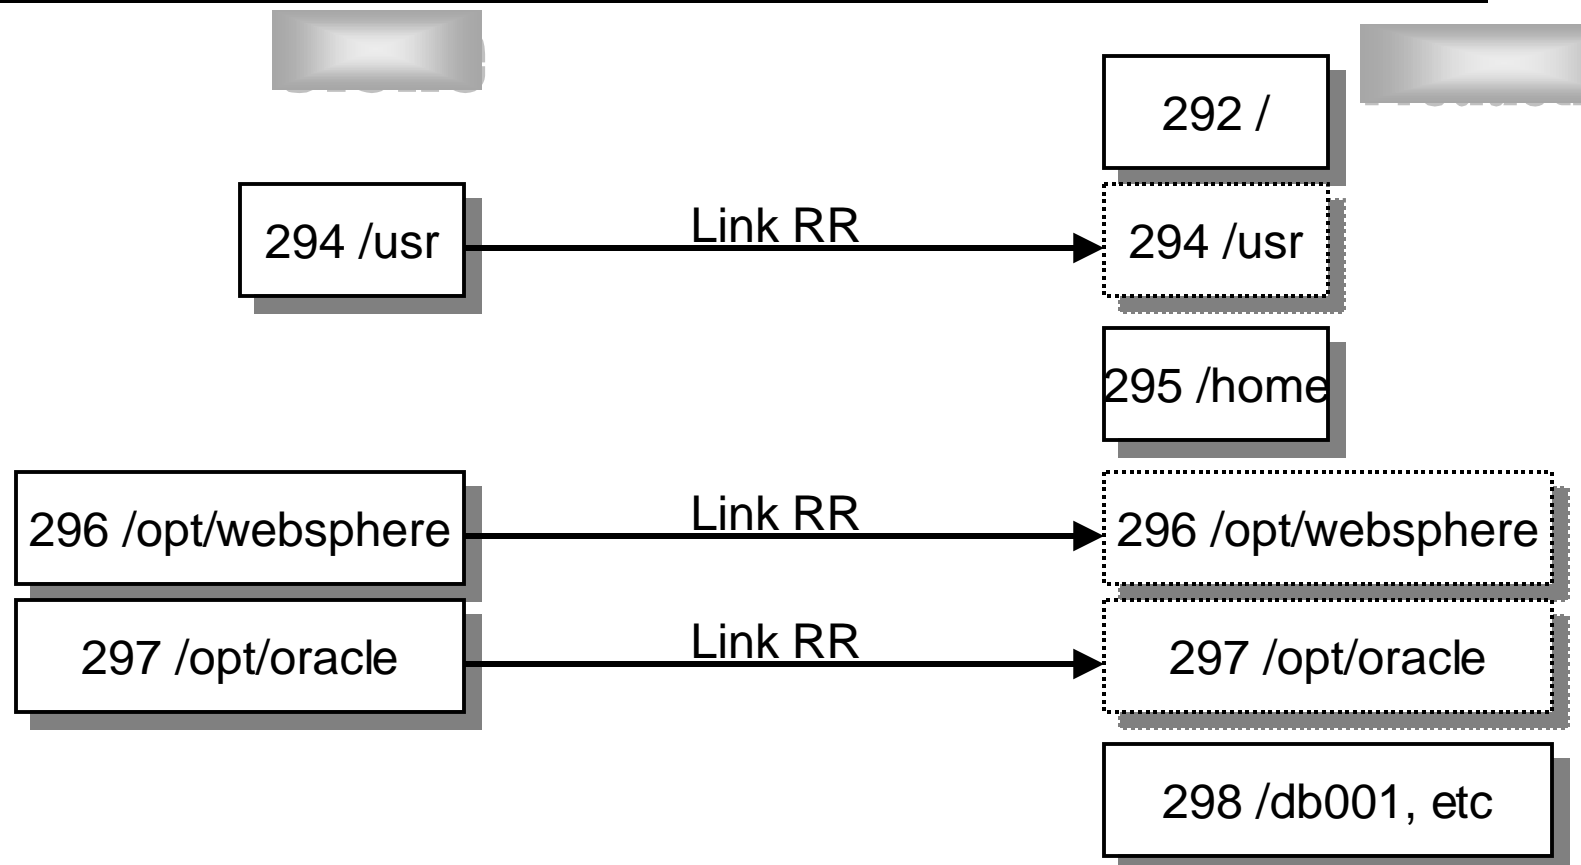 292 /
294 /usr
Link RR
294 /usr
295 /home
296 /opt/websphere
Link RR
296 /opt/websphere
297 /opt/oracle
Link RR
297 /opt/oracle
298 /db001, etc